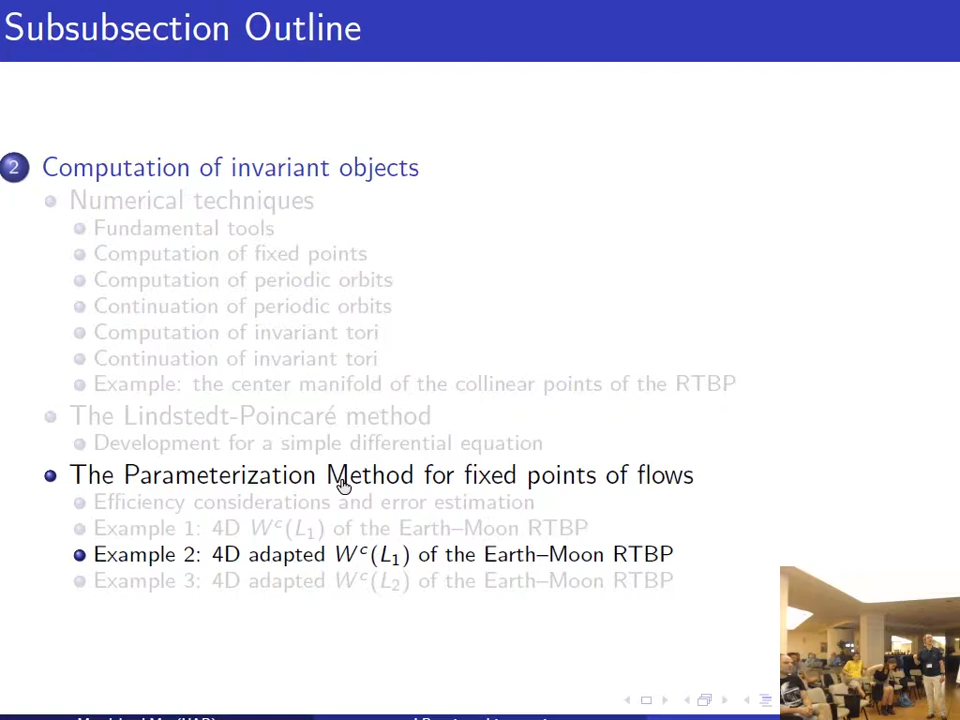 Subsubsection Outline
2 Computation of invariant objects
Numerical techniques
Fundamental tools
Computation of fixed points
Computation of periodic orbits
Continuation of periodic orbits
Computation of invariant tori
Continuation of invariant tori
Example: the center manifold of the collinear points of the RTBP
The Lindstedt-Poincaré method
Development for a simple differential equation
The Parameterization Method for fixed points of flows
Efficiency considerations and error estimation
Example 1: 4D W^c(L_1) of the Earth–Moon RTBP
Example 2: 4D adapted W^c(L_1) of the Earth–Moon RTBP
Example 3: 4D adapted W^c(L_2) of the Earth–Moon RTBP